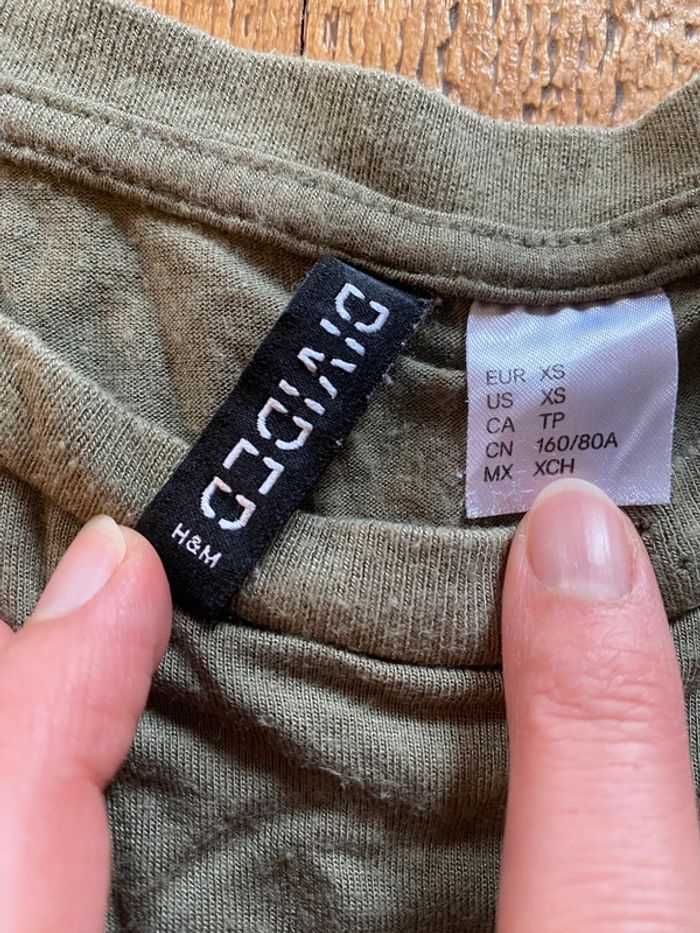 DIVIDED
H&M
EUR XS
US XS
CA TP
CN 160/80A
MX XCH